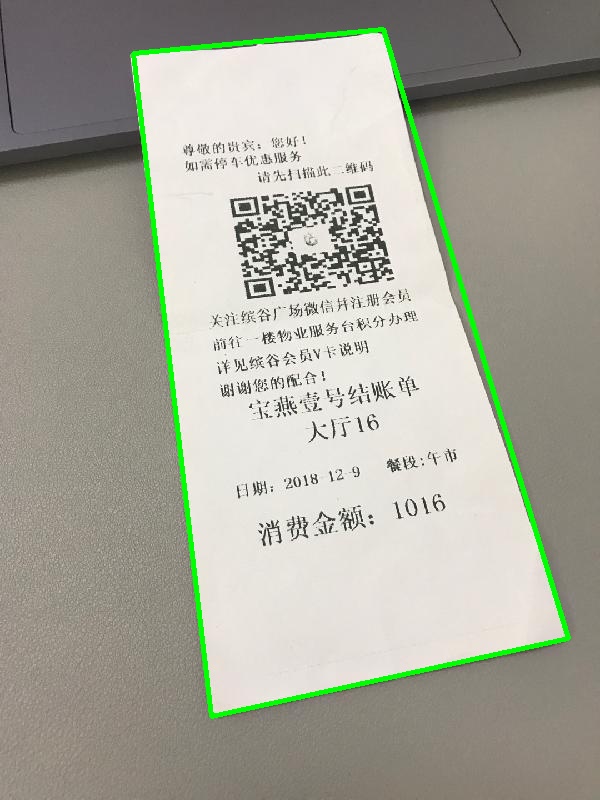 尊敬的贵宾：您好！
如需停车优惠服务
请先扫描此二维码
关注缤谷广场微信并注册会员
前往一楼物业服务台积分办理
详见缤谷会员V卡说明
谢谢您的配合！
宝燕壹号结账单
大厅16
日期：2018-12-9 餐段：午市
消费金额：1016